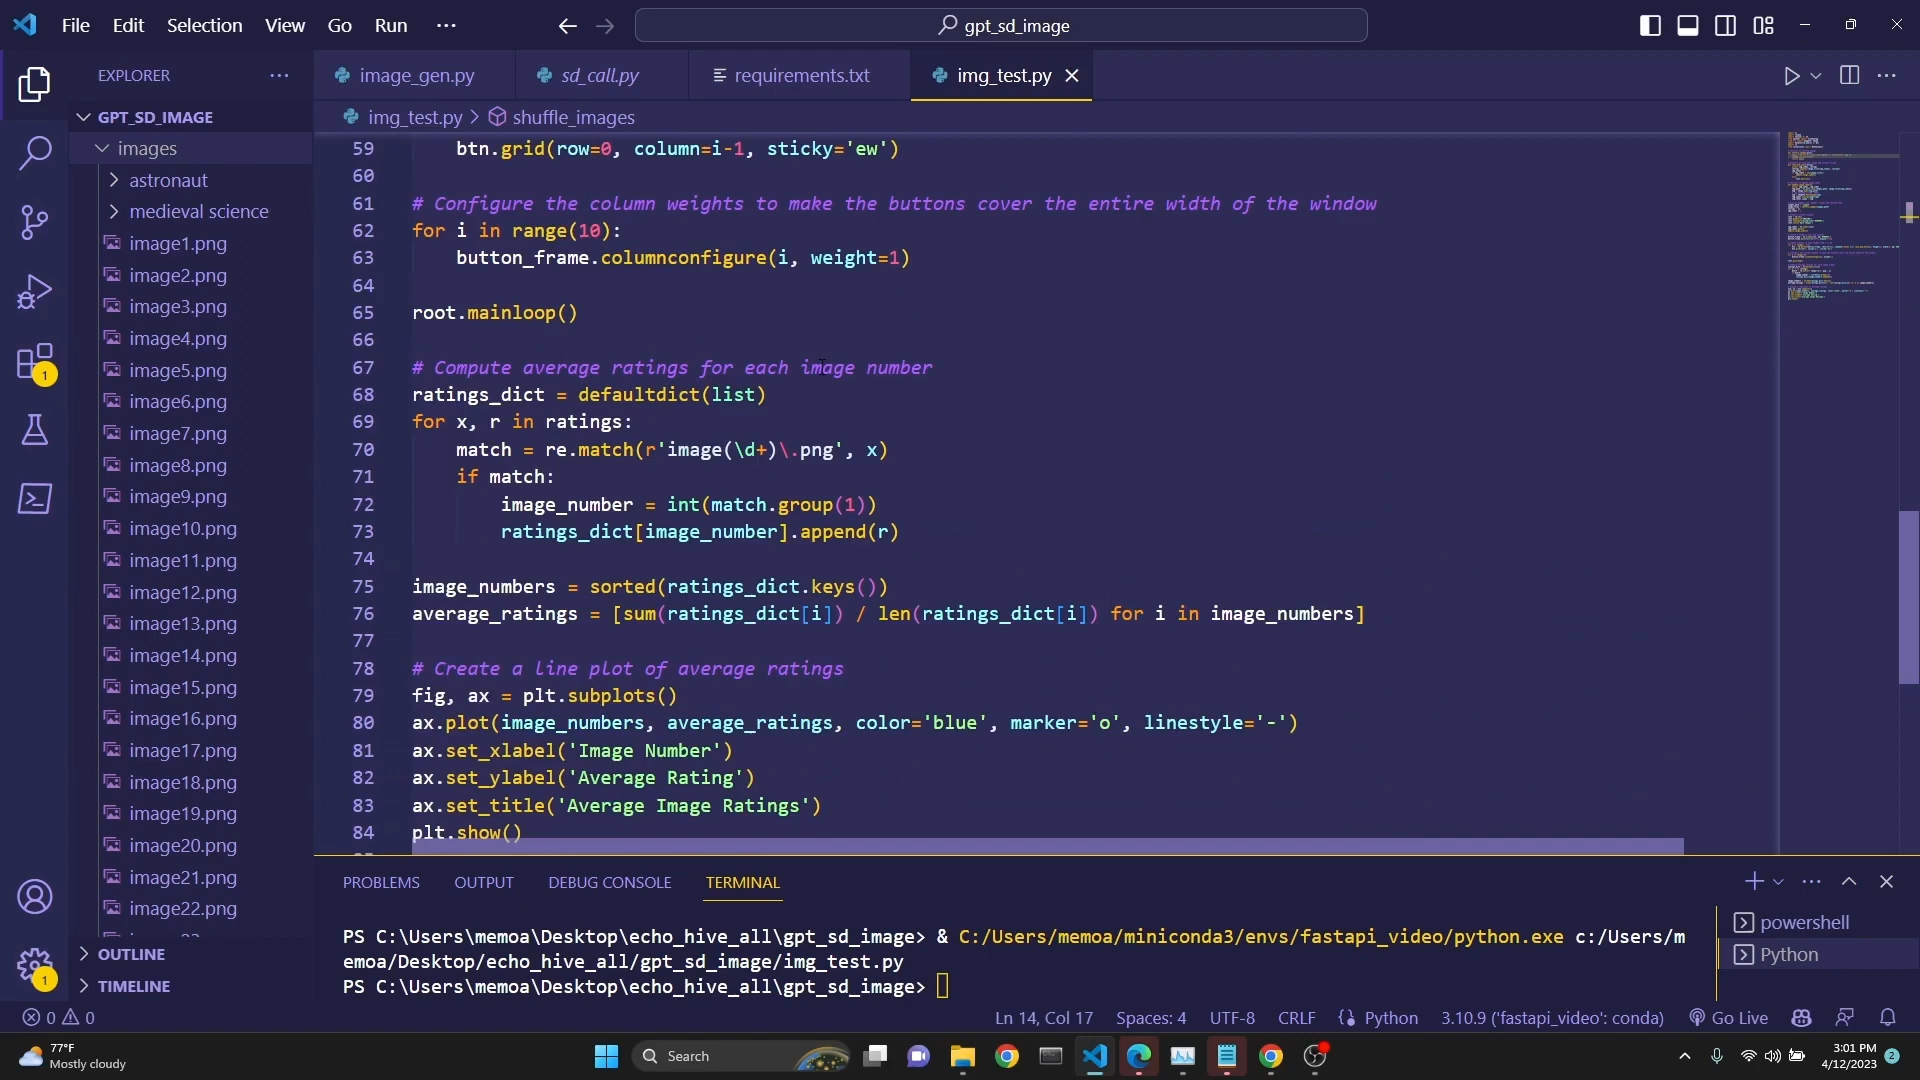 File Edit Selection View Go Run ...
gpt_sd_image
EXPLORER ...
image_gen.py sd_call.py requirements.txt img_test.py
img_test.py > shuffle_images
GPT_SD_IMAGE
images
astronaut
medieval science
image1.png
image2.png
image3.png
image4.png
image5.png
image6.png
image7.png
image8.png
image9.png
image10.png
image11.png
image12.png
image13.png
image14.png
image15.png
image16.png
image17.png
image18.png
image19.png
image20.png
image21.png
image22.png
OUTLINE
TIMELINE
59 btn.grid(row=0, column=i-1, sticky='ew')
60
61 # Configure the column weights to make the buttons cover the entire width of the window
62 for i in range(10):
63 button_frame.columnconfigure(i, weight=1)
64
65 root.mainloop()
66
67 # Compute average ratings for each image number
68 ratings_dict = defaultdict(list)
69 for x, r in ratings:
70 match = re.match(r'image(\d+)\.png', x)
71 if match:
72 image_number = int(match.group(1))
73 ratings_dict[image_number].append(r)
74
75 image_numbers = sorted(ratings_dict.keys())
76 average_ratings = [sum(ratings_dict[i]) / len(ratings_dict[i]) for i in image_numbers]
77
78 # Create a line plot of average ratings
79 fig, ax = plt.subplots()
80 ax.plot(image_numbers, average_ratings, color='blue', marker='o', linestyle='-')
81 ax.set_xlabel('Image Number')
82 ax.set_ylabel('Average Rating')
83 ax.set_title('Average Image Ratings')
84 plt.show()
PROBLEMS OUTPUT DEBUG CONSOLE TERMINAL
PS C:\Users\memoa\Desktop\echo_hive_all\gpt_sd_image> & C:/Users/memoa/miniconda3/envs/fastapi_video/python.exe c:/Users/m
emoa/Desktop/echo_hive_all/gpt_sd_image/img_test.py
PS C:\Users\memoa\Desktop\echo_hive_all\gpt_sd_image>
powershell
Python
1
1
0 0
Ln 14, Col 17 Spaces: 4 UTF-8 CRLF Python 3.10.9 ('fastapi_video': conda) Go Live
77°F
Mostly cloudy
Search
3:01 PM
4/12/2023
2